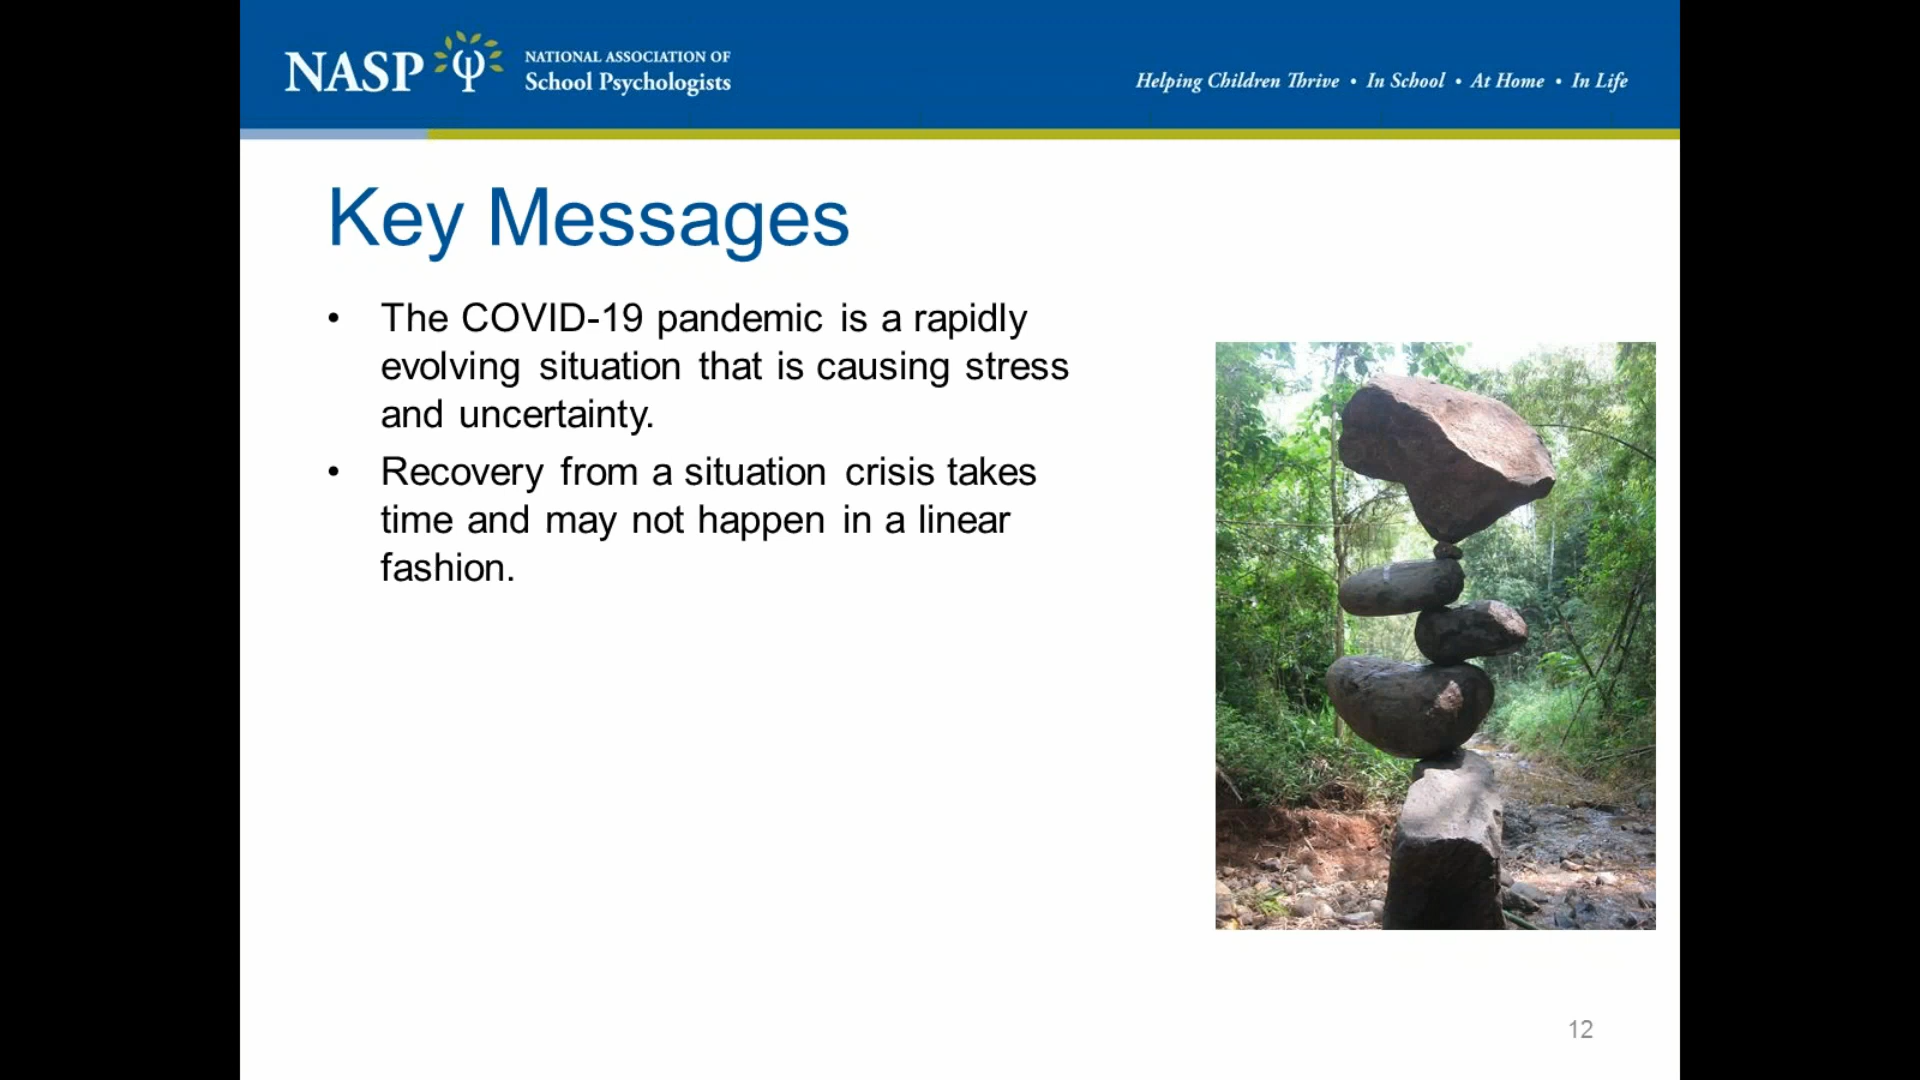 NASP
NATIONAL ASSOCIATION OF
School Psychologists
Helping Children Thrive • In School • At Home • In Life
Key Messages
• The COVID-19 pandemic is a rapidly
evolving situation that is causing stress
and uncertainty.
• Recovery from a situation crisis takes
time and may not happen in a linear
fashion.
12